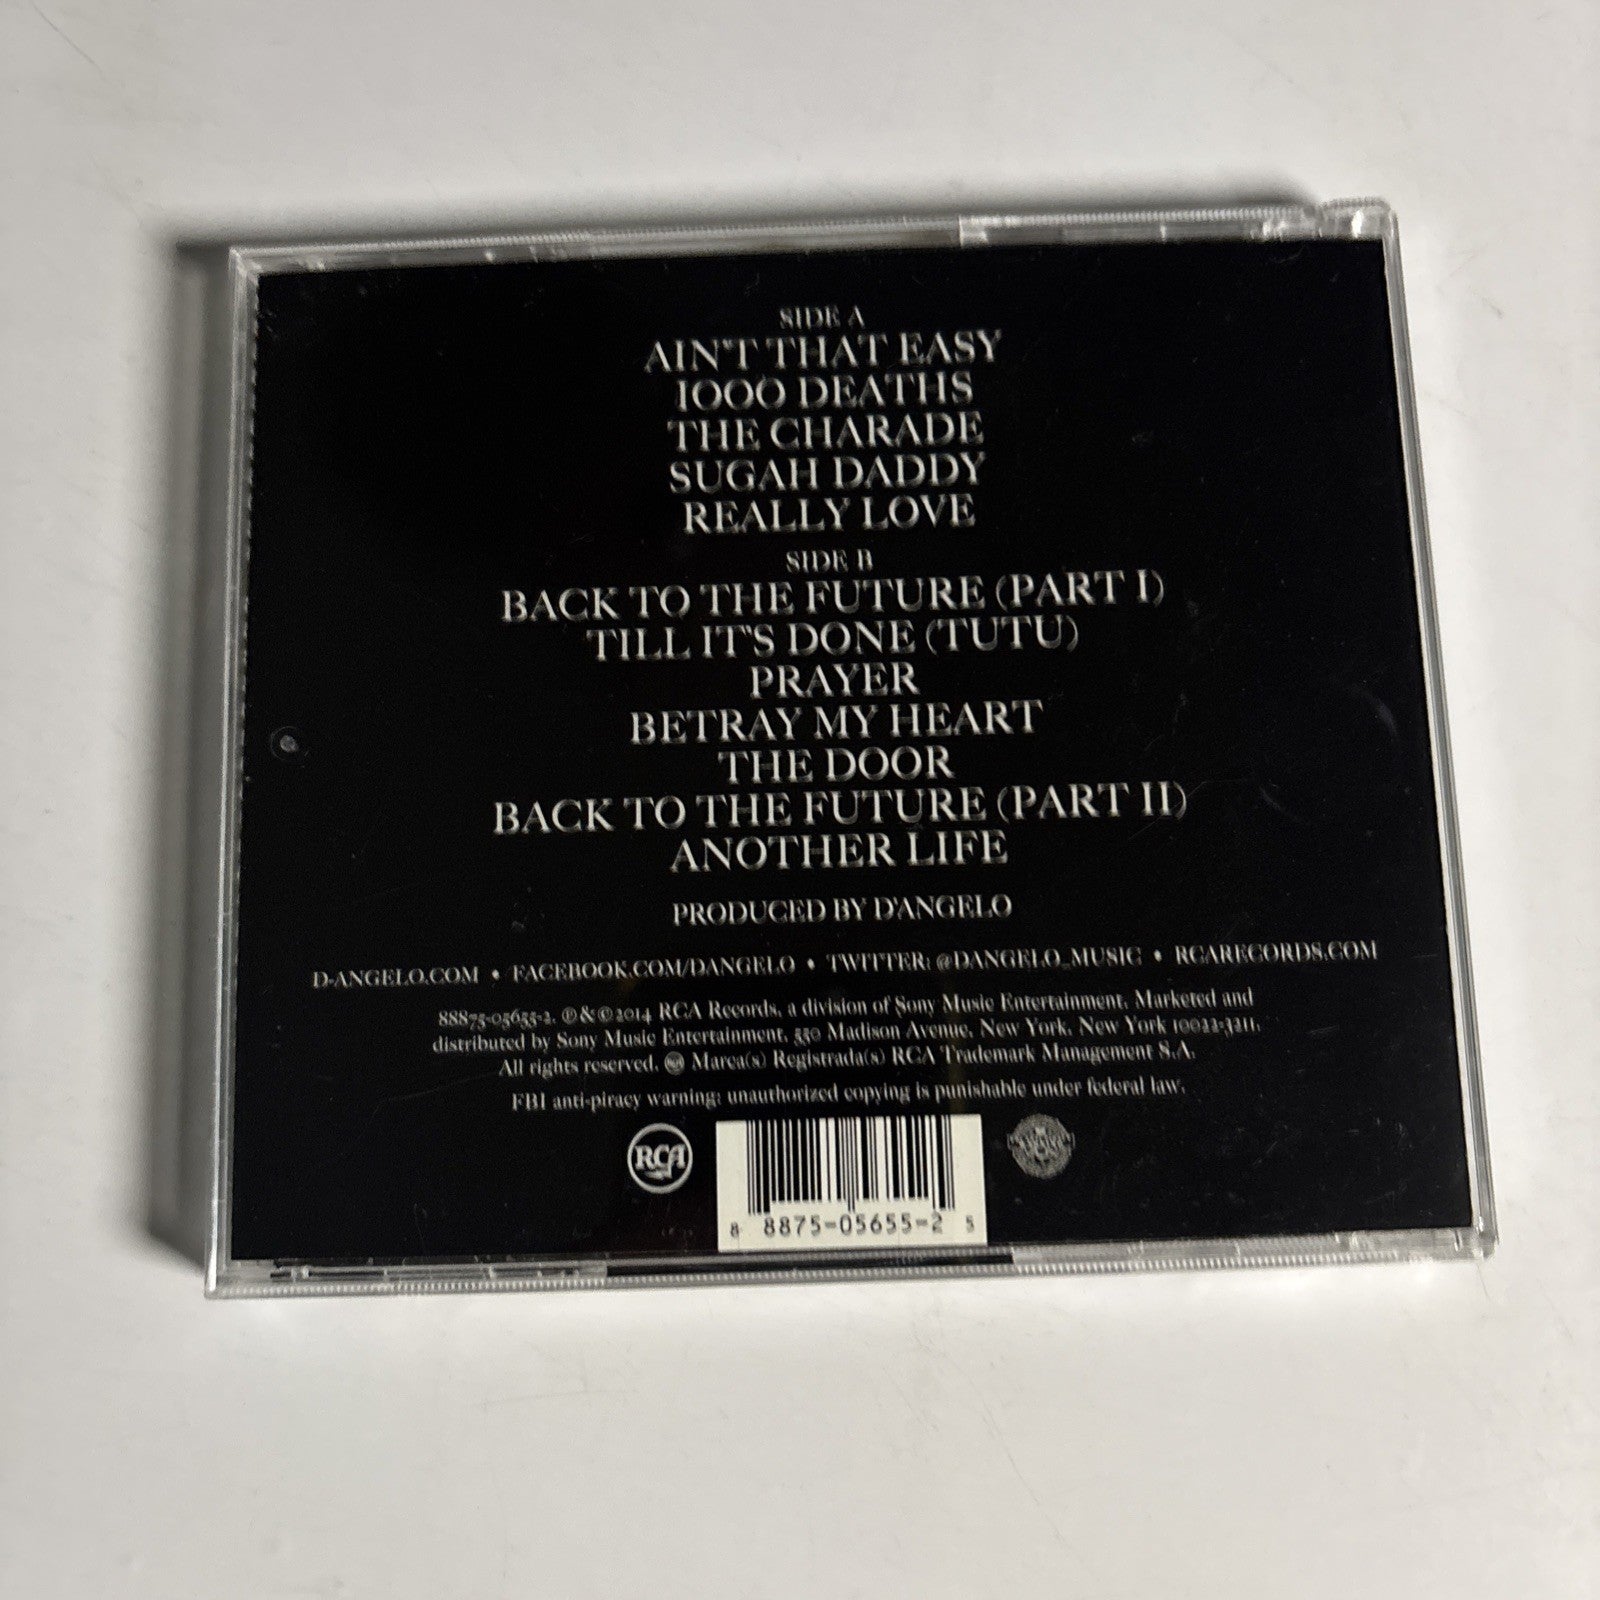 SIDE A
AIN'T THAT EASY
1000 DEATHS
THE CHARADE
SUGAH DADDY
REALLY LOVE
SIDE B
BACK TO THE FUTURE (PART I)
TILL IT'S DONE (TUTU)
PRAYER
BETRAY MY HEART
THE DOOR
BACK TO THE FUTURE (PART II)
ANOTHER LIFE
PRODUCED BY D'ANGELO
D-ANGELO.COM • FACEBOOK.COM/DANGELO • TWITTER: @DANGELO_MUSIC • RCARECORDS.COM
88875-05655-2. ℗ & © 2014 RCA Records, a division of Sony Music Entertainment. Marketed and
distributed by Sony Music Entertainment, 550 Madison Avenue, New York, New York 10022-3211.
All rights reserved. Marca(s) Registrada(s) RCA Trademark Management S.A.
FBI anti-piracy warning: unauthorized copying is punishable under federal law.
RCA
8 8875-05655-2 5